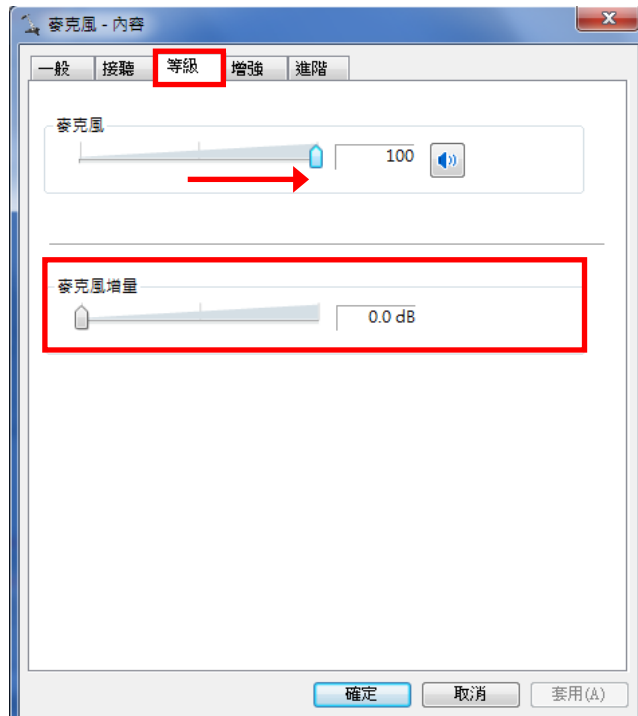 麥克風 - 內容
一般 接聽 等級 增強 進階
麥克風
100
麥克風增量
0.0 dB
確定 取消 套用(A)